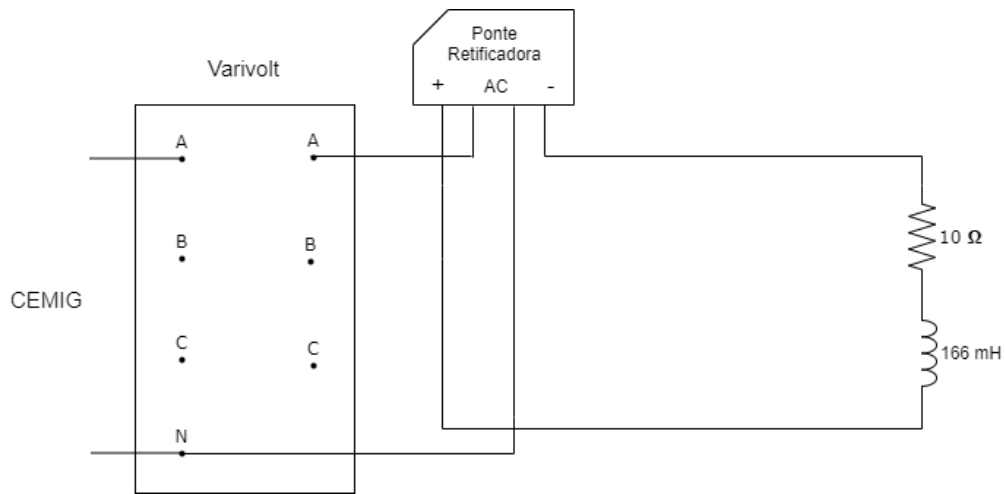 Ponte
Retificadora
+ AC -
Varivolt
A A
B B
CEMIG
C C
N
10 Ω
166 mH